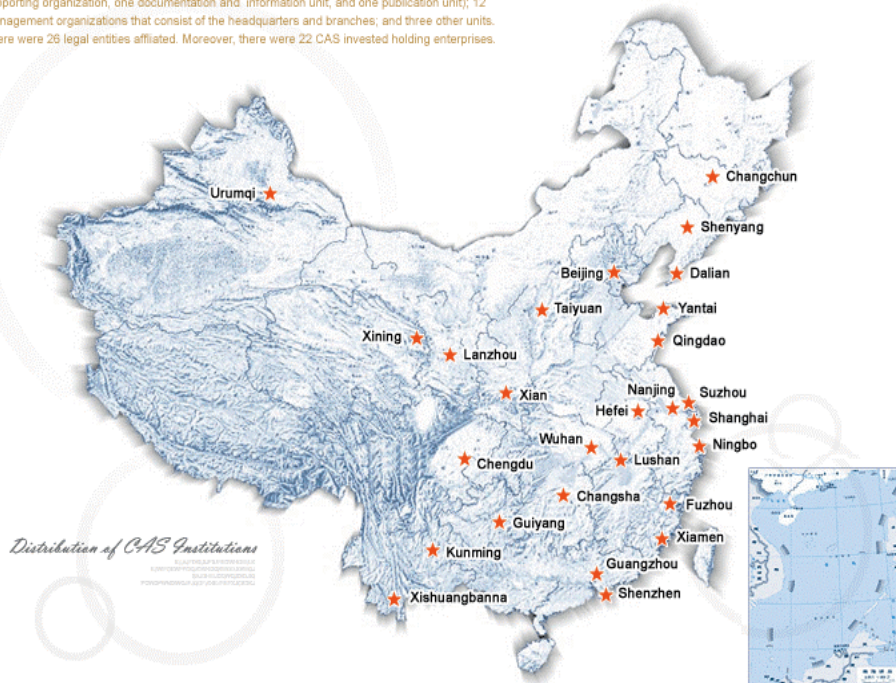 porting organization, one documentation and information unit, and one publication unit); 12
nagement organizations that consist of the headquarters and branches; and three other units.
ere were 26 legal entities affliated. Moreover, there were 22 CAS invested holding enterprises.
Changchun
Urumqi
Shenyang
Beijing
Dalian
Taiyuan
Yantai
Xining
Qingdao
Lanzhou
Xian
Nanjing
Suzhou
Hefei
Shanghai
Wuhan
Ningbo
Chengdu
Lushan
Changsha
Fuzhou
Guiyang
Xiamen
Distribution of CAS Institutions
Kunming
Guangzhou
Xishuangbanna
Shenzhen